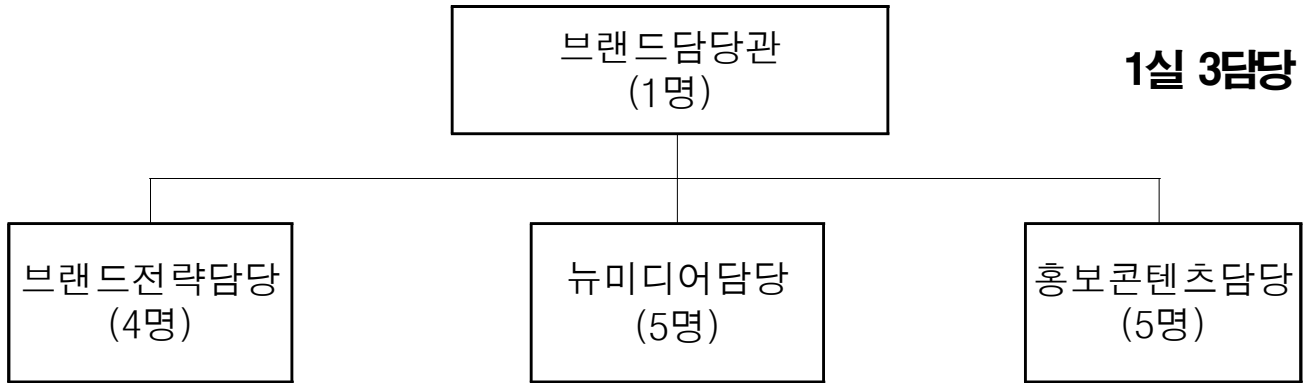 브랜드담당관
(1명)
1실 3담당
브랜드전략담당
(4명)
뉴미디어담당
(5명)
홍보콘텐츠담당
(5명)